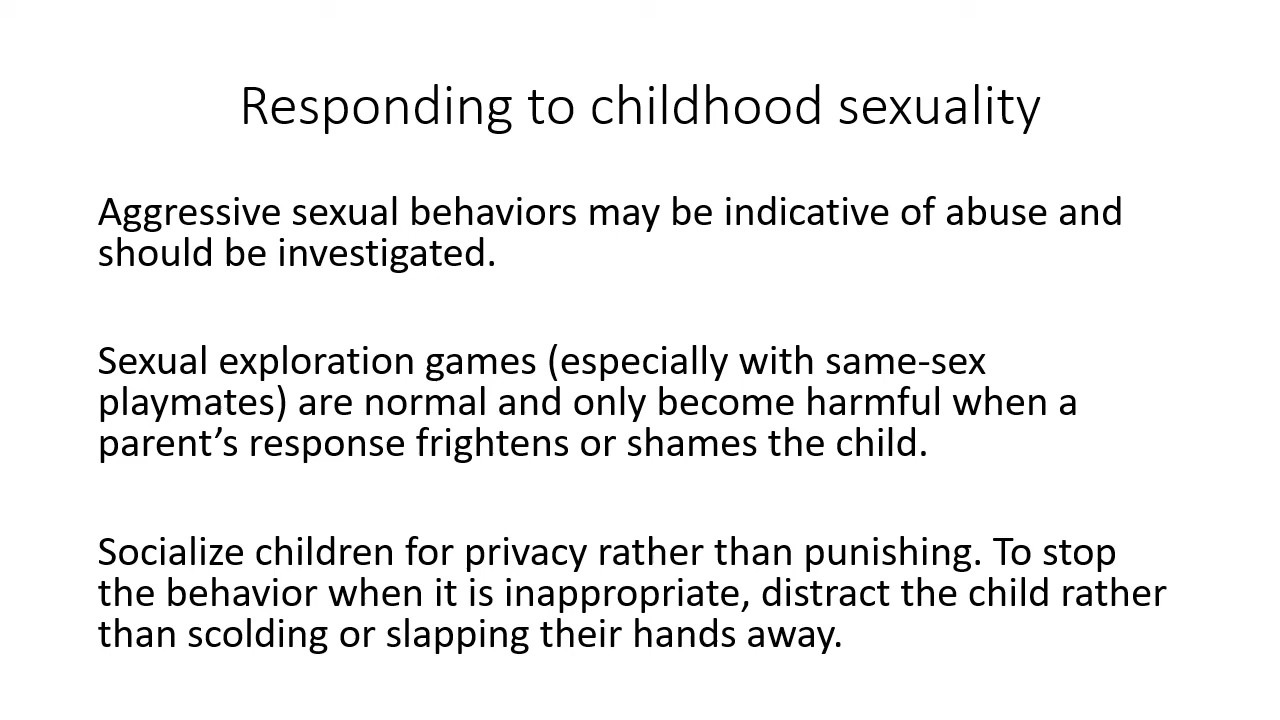 Responding to childhood sexuality
Aggressive sexual behaviors may be indicative of abuse and
should be investigated.
Sexual exploration games (especially with same-sex
playmates) are normal and only become harmful when a
parent’s response frightens or shames the child.
Socialize children for privacy rather than punishing. To stop
the behavior when it is inappropriate, distract the child rather
than scolding or slapping their hands away.